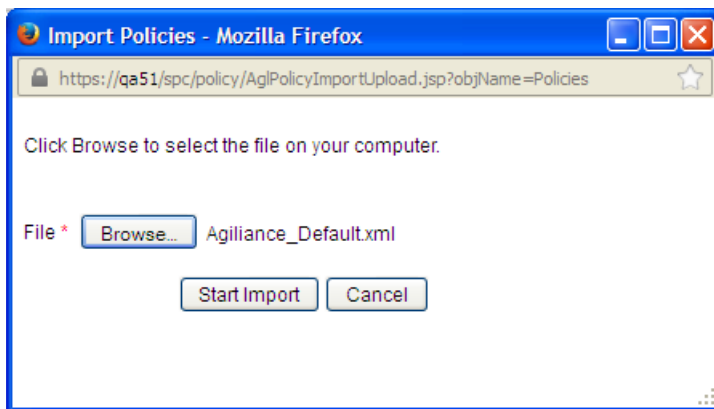 Import Policies - Mozilla Firefox
https://qa51/spc/policy/AglPolicyImportUpload.jsp?objName=Policies
Click Browse to select the file on your computer.
File * Browse... Agiliance_Default.xml
Start Import Cancel